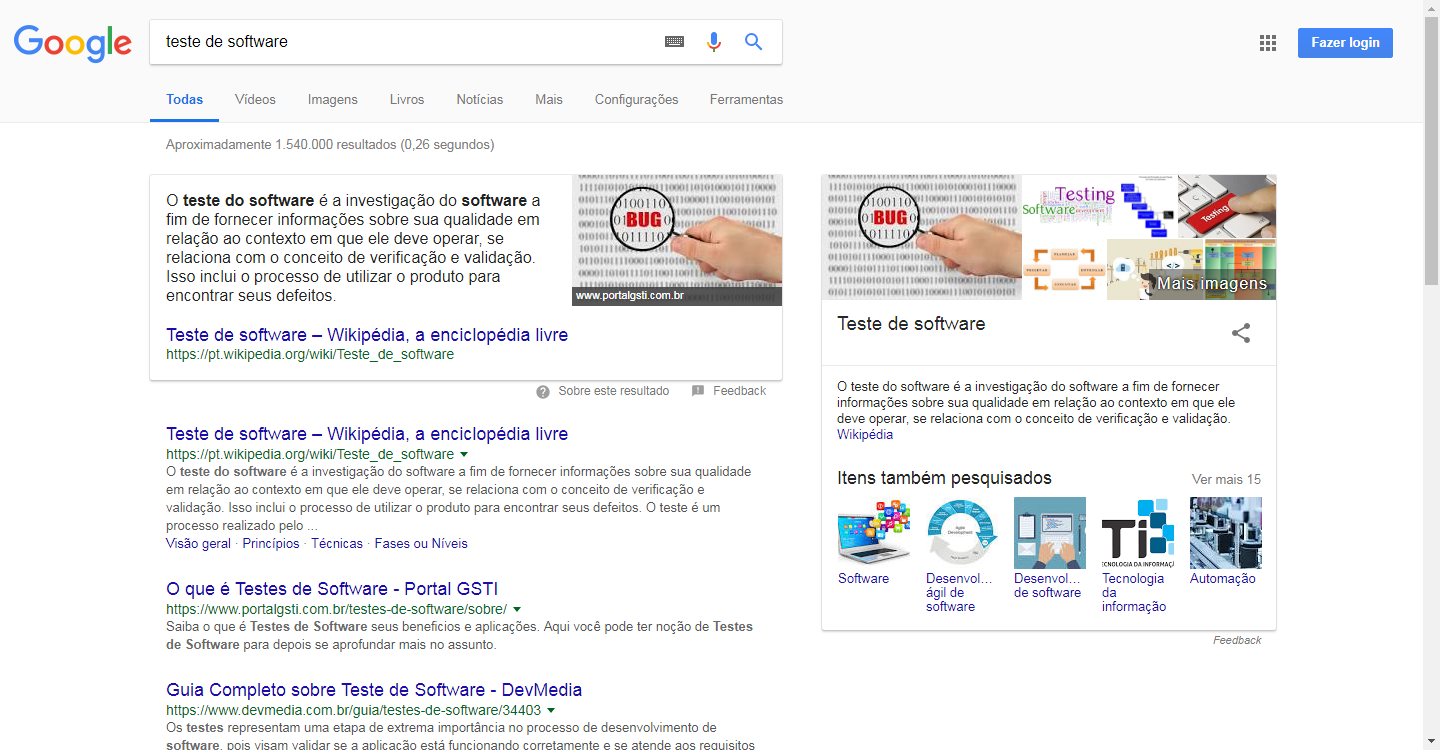 Google
teste de software
Fazer login
Todas Vídeos Imagens Livros Notícias Mais Configurações Ferramentas
Aproximadamente 1.540.000 resultados (0,26 segundos)
O teste do software é a investigação do software a
fim de fornecer informações sobre sua qualidade em
relação ao contexto em que ele deve operar, se
relaciona com o conceito de verificação e validação.
Isso inclui o processo de utilizar o produto para
encontrar seus defeitos.
BUG
www.portalgsti.com.br
Teste de software – Wikipédia, a enciclopédia livre
https://pt.wikipedia.org/wiki/Teste_de_software
Sobre este resultado Feedback
Teste de software – Wikipédia, a enciclopédia livre
https://pt.wikipedia.org/wiki/Teste_de_software
O teste do software é a investigação do software a fim de fornecer informações sobre sua qualidade
em relação ao contexto em que ele deve operar, se relaciona com o conceito de verificação e
validação. Isso inclui o processo de utilizar o produto para encontrar seus defeitos. O teste é um
processo realizado pelo ...
Visão geral · Princípios · Técnicas · Fases ou Níveis
O que é Testes de Software - Portal GSTI
https://www.portalgsti.com.br/testes-de-software/sobre/
Saiba o que é Testes de Software seus beneficios e aplicações. Aqui você pode ter noção de Testes
de Software para depois se aprofundar mais no assunto.
Guia Completo sobre Teste de Software - DevMedia
https://www.devmedia.com.br/guia/testes-de-software/34403
Os testes representam uma etapa de extrema importância no processo de desenvolvimento de
software, pois visam validar se a aplicação está funcionando corretamente e se atende aos requisitos
BUG
Testing
Software
Testing
Mais imagens
Teste de software
O teste do software é a investigação do software a fim de fornecer
informações sobre sua qualidade em relação ao contexto em que ele
deve operar, se relaciona com o conceito de verificação e validação.
Wikipédia
Itens também pesquisados
Ver mais 15
Agile
Development
TI
Software
Desenvol...
ágil de
software
Desenvol...
de software
Tecnologia
da
informação
Automação
Feedback